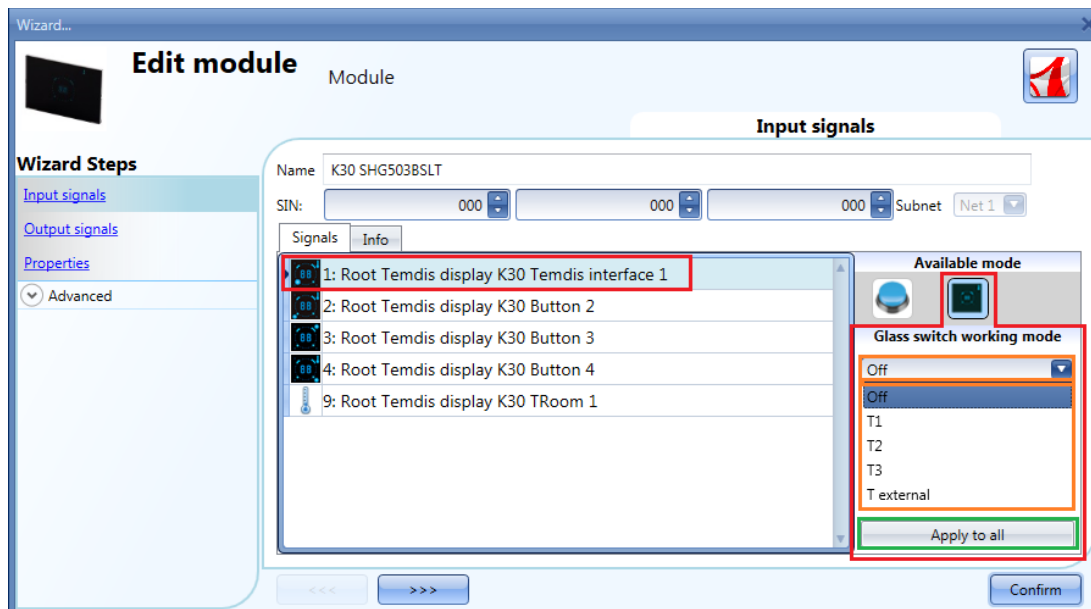 Wizard...
Edit module
Module
Input signals
Wizard Steps
Input signals
Output signals
Properties
Advanced
Name K30 SHG503BSLT
SIN: 000 000 000 Subnet Net 1
Signals Info
1: Root Temdis display K30 Temdis interface 1
2: Root Temdis display K30 Button 2
3: Root Temdis display K30 Button 3
4: Root Temdis display K30 Button 4
9: Root Temdis display K30 TRoom 1
Available mode
Glass switch working mode
Off
Off
T1
T2
T3
T external
Apply to all
<<< >>> Confirm